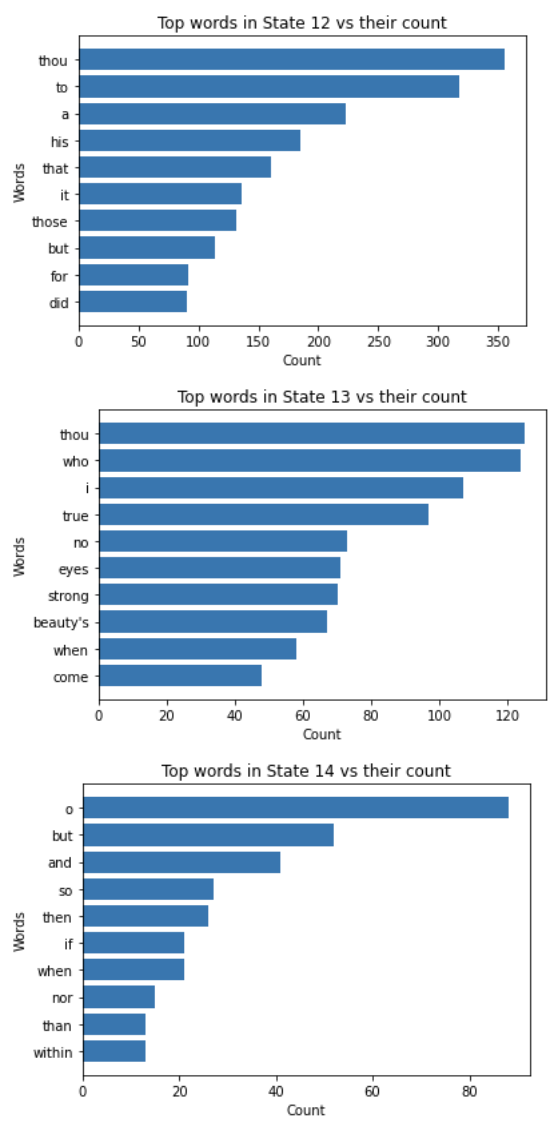 Top words in State 12 vs their count
thou
to
a
his
that
it
those
but
for
did
Words
0 50 100 150 200 250 300 350
Count
Top words in State 13 vs their count
thou
who
i
true
no
eyes
strong
beauty's
when
come
Words
0 20 40 60 80 100 120
Count
Top words in State 14 vs their count
o
but
and
so
then
if
when
nor
than
within
Words
0 20 40 60 80
Count